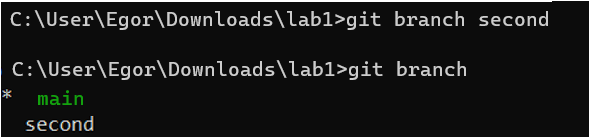 C:\User\Egor\Downloads\lab1>git branch second
C:\User\Egor\Downloads\lab1>git branch
* main
second